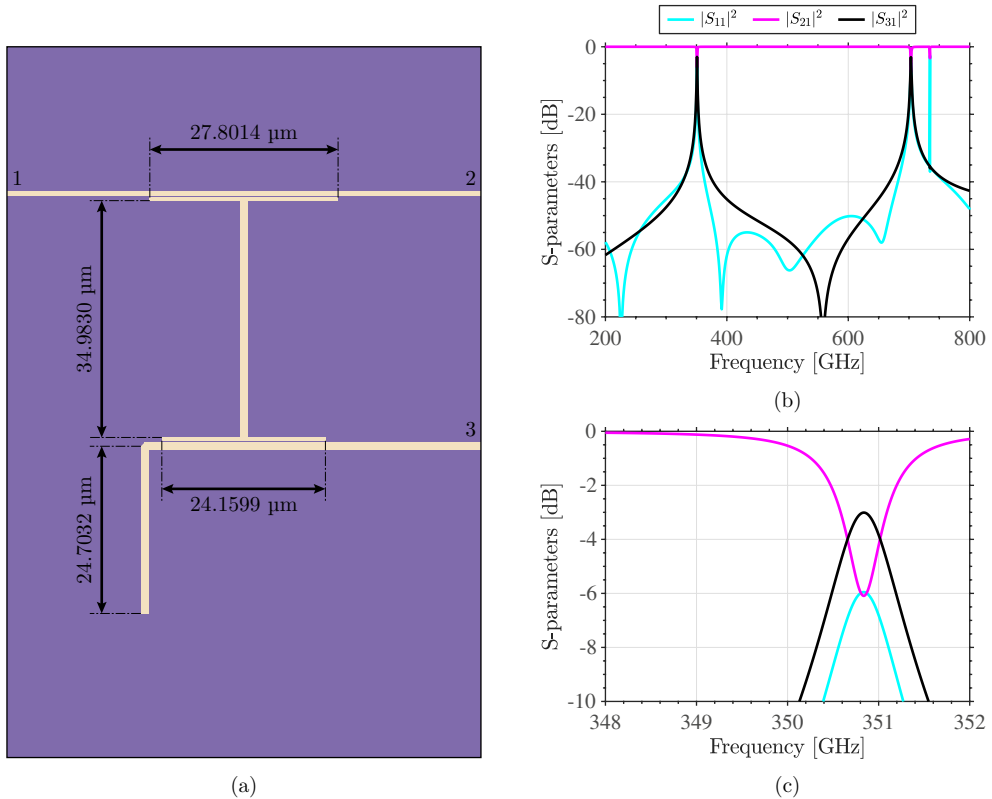 27.8014 µm
1
2
34.9830 µm
3
24.1599 µm
24.7032 µm
(a)
|S₁₁|² |S₂₁|² |S₃₁|²
0
-20
-40
-60
-80
S-parameters [dB]
200 400 600 800
Frequency [GHz]
(b)
0
-2
-4
-6
-8
-10
S-parameters [dB]
348 349 350 351 352
Frequency [GHz]
(c)